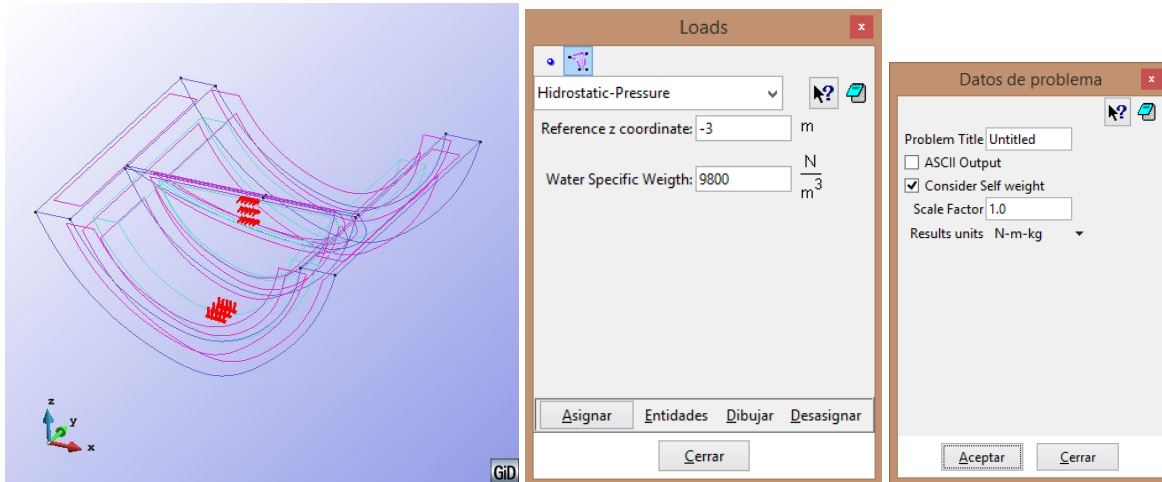 z
y
x
GiD
Loads
x
Hidrostatic-Pressure
Reference z coordinate: -3 m
Water Specific Weigth: 9800 N/m³
Asignar Entidades Dibujar Desasignar
Cerrar
Datos de problema
x
Problem Title Untitled
ASCII Output
Consider Self weight
Scale Factor 1.0
Results units N-m-kg
Aceptar Cerrar